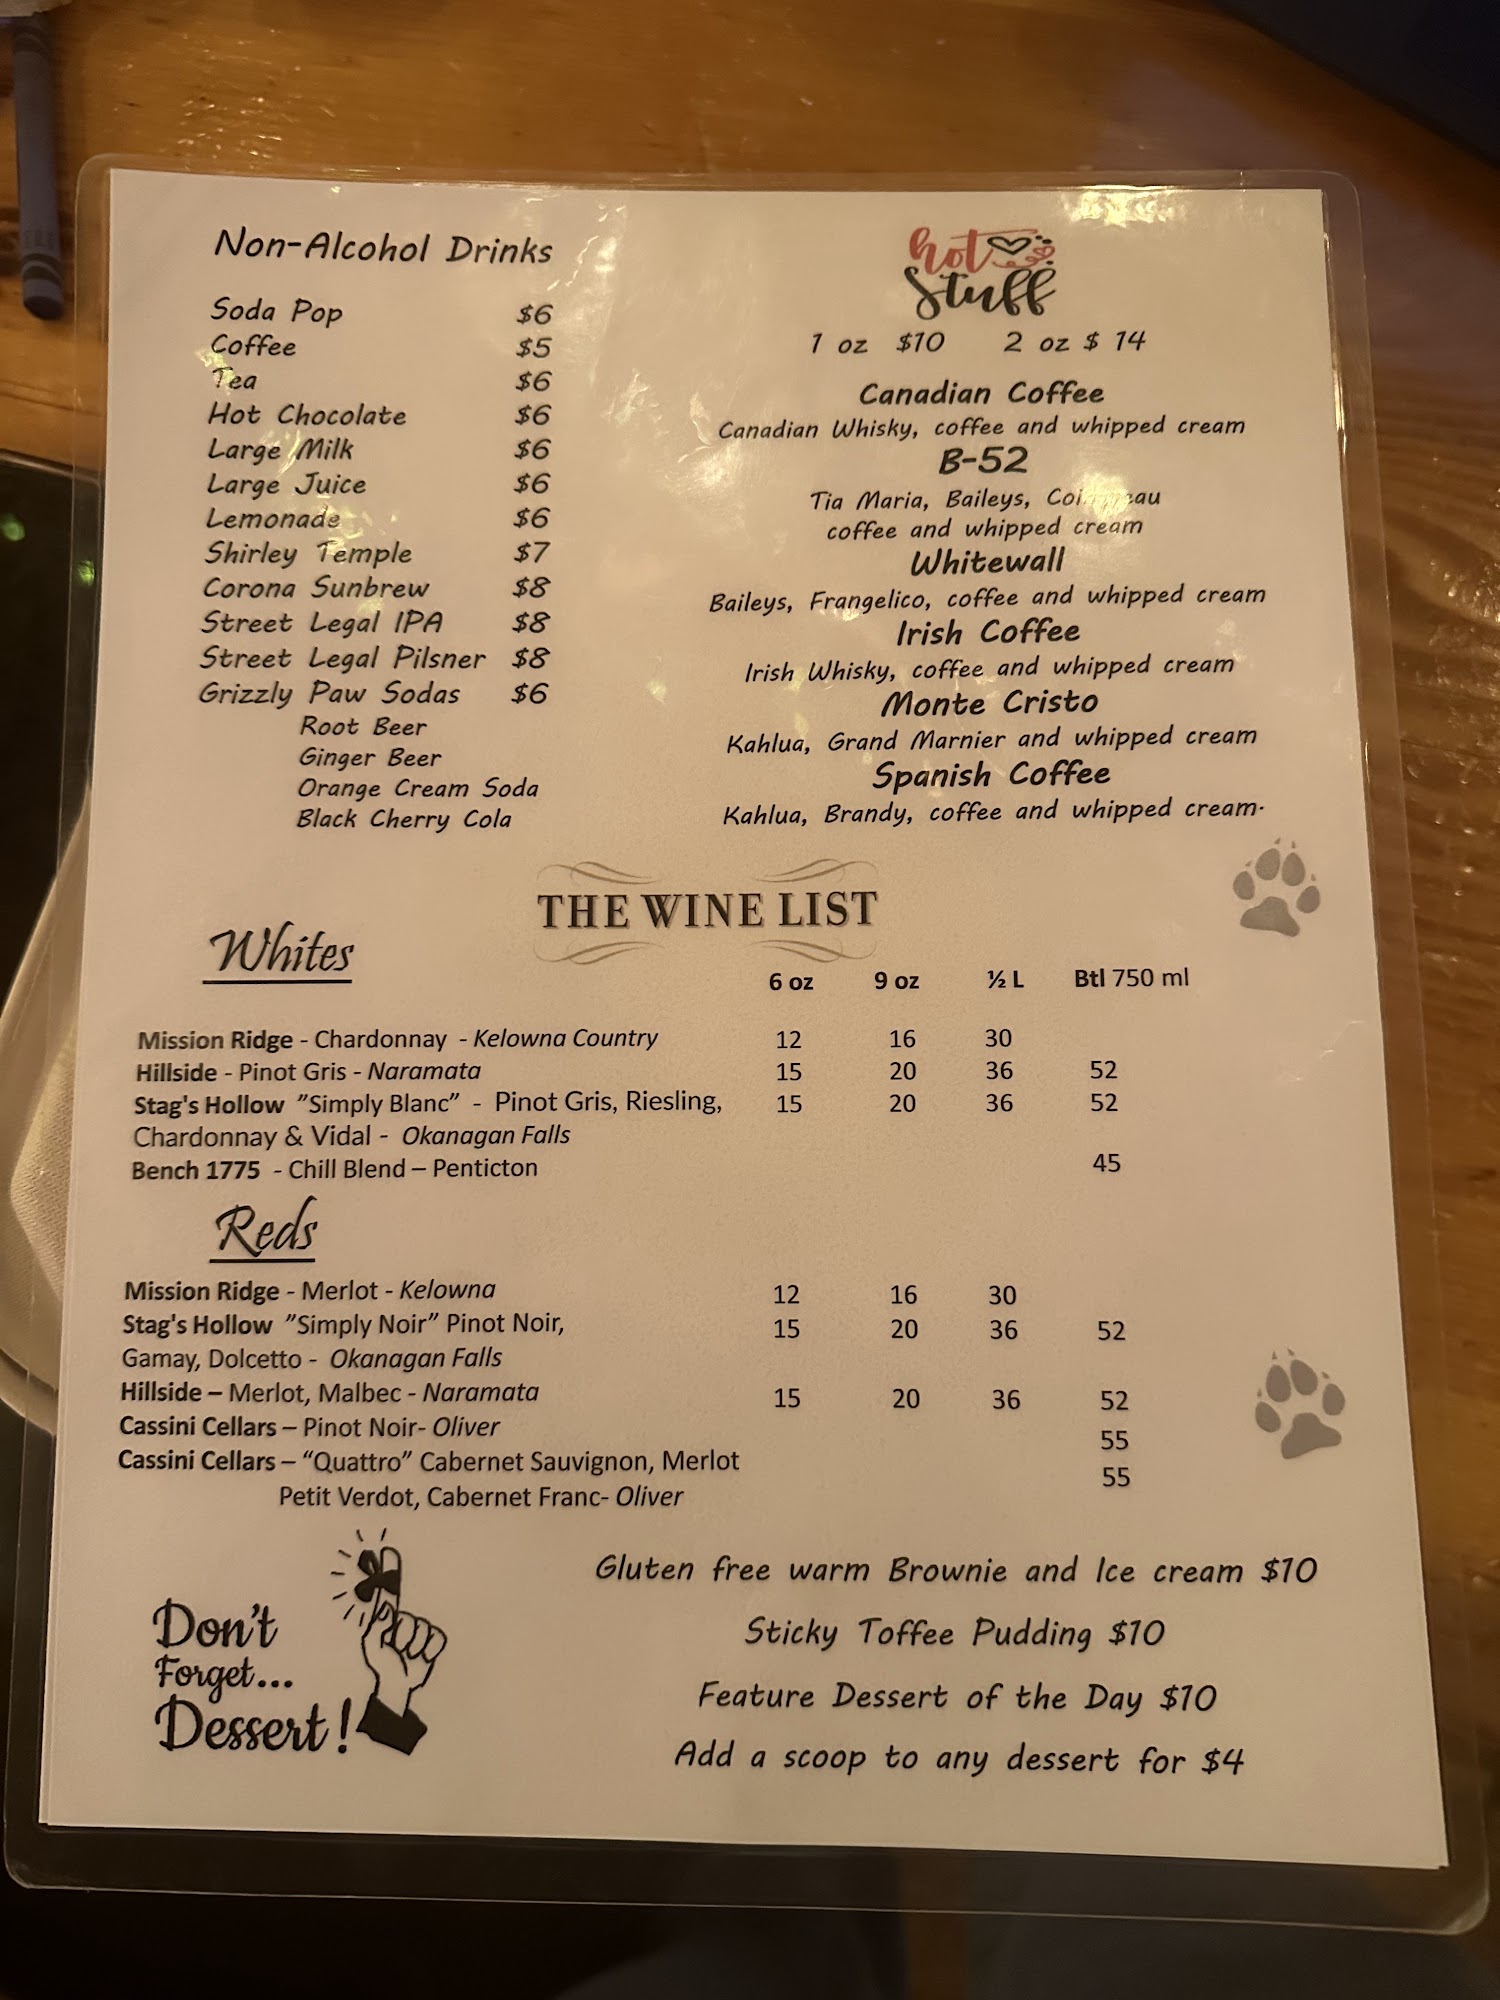 Non-Alcohol Drinks
Soda Pop $6
Coffee $5
Tea $6
Hot Chocolate $6
Large Milk $6
Large Juice $6
Lemonade $6
Shirley Temple $7
Corona Sunbrew $8
Street Legal IPA $8
Street Legal Pilsner $8
Grizzly Paw Sodas $6
Root Beer
Ginger Beer
Orange Cream Soda
Black Cherry Cola
hot
Stuff
1 oz $10 2 oz $ 14
Canadian Coffee
Canadian Whisky, coffee and whipped cream
B-52
Tia Maria, Baileys,
coffee and whipped cream
Whitewall
Baileys, Frangelico, coffee and whipped cream
Irish Coffee
Irish Whisky, coffee and whipped cream
Monte Cristo
Kahlua, Grand Marnier and whipped cream
Spanish Coffee
Kahlua, Brandy, coffee and whipped cream.
THE WINE LIST
Whites
6 oz 9 oz ½ L Btl 750 ml
Mission Ridge - Chardonnay - Kelowna Country 12 16 30
Hillside - Pinot Gris - Naramata 15 20 36 52
Stag's Hollow "Simply Blanc" - Pinot Gris, Riesling, 15 20 36 52
Chardonnay & Vidal - Okanagan Falls
Bench 1775 - Chill Blend – Penticton 45
Reds
Mission Ridge - Merlot - Kelowna 12 16 30
Stag's Hollow "Simply Noir" Pinot Noir, 15 20 36 52
Gamay, Dolcetto - Okanagan Falls
Hillside – Merlot, Malbec - Naramata 15 20 36 52
Cassini Cellars – Pinot Noir- Oliver 55
Cassini Cellars – "Quattro" Cabernet Sauvignon, Merlot 55
Petit Verdot, Cabernet Franc- Oliver
Don't
Forget...
Dessert!
Gluten free warm Brownie and Ice cream $10
Sticky Toffee Pudding $10
Feature Dessert of the Day $10
Add a scoop to any dessert for $4